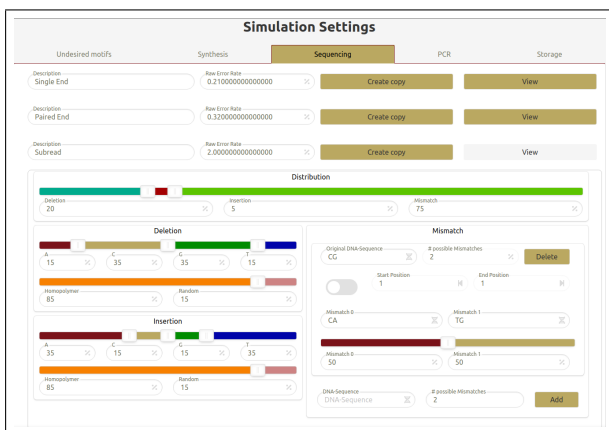 Simulation Settings
Undesired motifs Synthesis Sequencing PCR Storage
Description Raw Error Rate
Single End 0.210000000000000 Create copy View
Description Raw Error Rate
Paired End 0.320000000000000 Create copy View
Description Raw Error Rate
Subread 2.00000000000000 Create copy View
Distribution
Deletion Insertion Mismatch
20 5 75
Deletion
A C G T
15 35 35 15
Homopolymer Random
85 15
Insertion
A C G T
35 15 15 35
Homopolymer Random
85 15
Mismatch
Original DNA-Sequence # possible Mismatches
CG 2 Delete
Start Position End Position
1 1
Mismatch 0 Mismatch 1
CA TG
Mismatch 0 Mismatch 1
50 50
DNA-Sequence # possible Mismatches
DNA-Sequence 2 Add